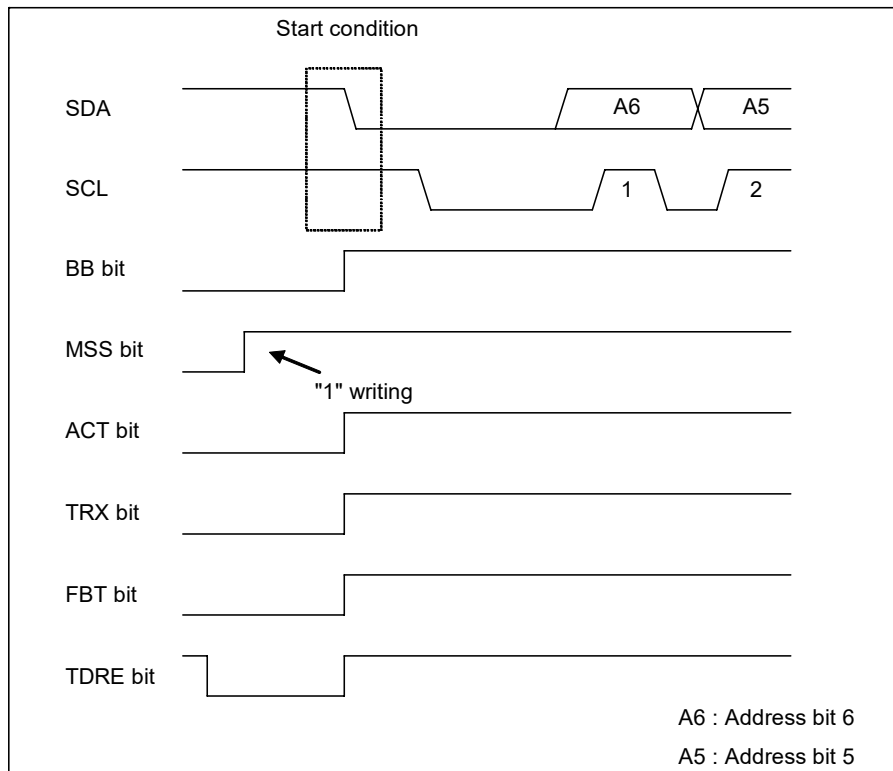 Start condition
SDA
A6
A5
SCL
1
2
BB bit
MSS bit
"1" writing
ACT bit
TRX bit
FBT bit
TDRE bit
A6 : Address bit 6
A5 : Address bit 5